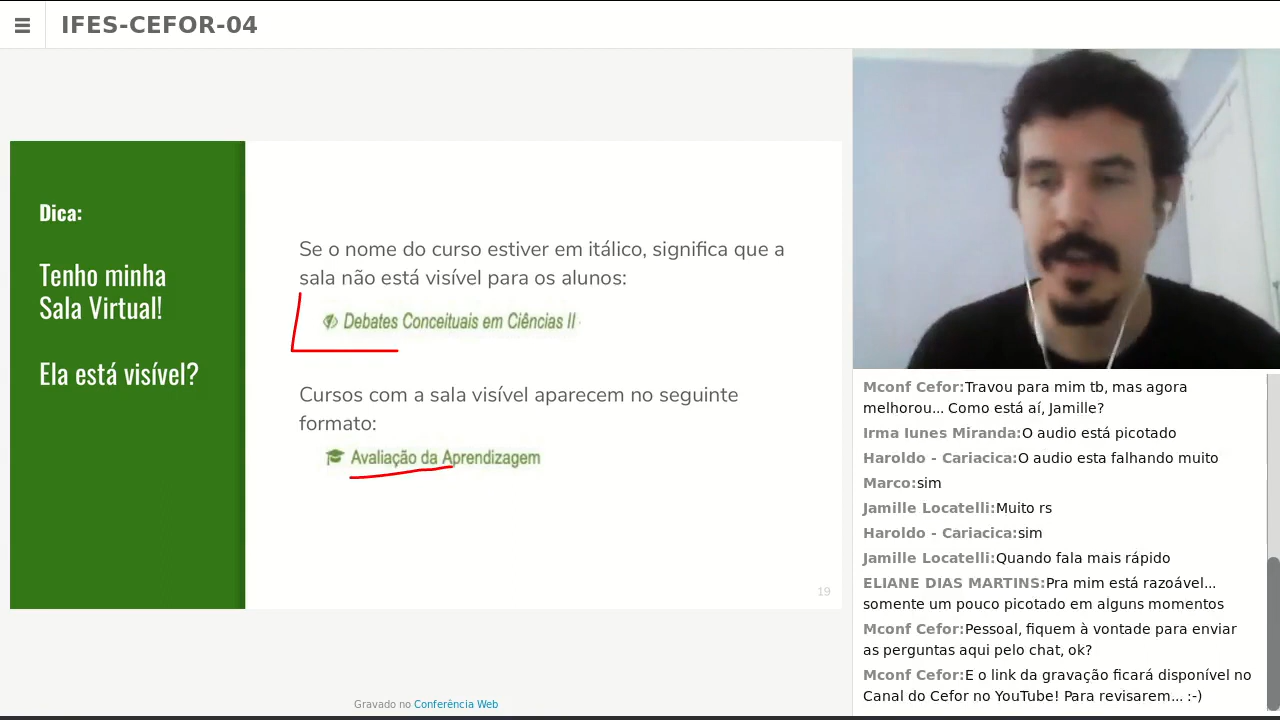 IFES-CEFOR-04
Dica:
Tenho minha
Sala Virtual!
Ela está visível?
Se o nome do curso estiver em itálico, significa que a
sala não está visível para os alunos:
Debates Conceituais em Ciências II
Cursos com a sala visível aparecem no seguinte
formato:
Avaliação da Aprendizagem
19
Gravado no Conferência Web
Mconf Cefor:Travou para mim tb, mas agora
melhorou... Como está aí, Jamille?
Irma Iunes Miranda:O audio está picotado
Haroldo - Cariacica:O audio esta falhando muito
Marco:sim
Jamille Locatelli:Muito rs
Haroldo - Cariacica:sim
Jamille Locatelli:Quando fala mais rápido
ELIANE DIAS MARTINS:Pra mim está razoável...
somente um pouco picotado em alguns momentos
Mconf Cefor:Pessoal, fiquem à vontade para enviar
as perguntas aqui pelo chat, ok?
Mconf Cefor:E o link da gravação ficará disponível no
Canal do Cefor no YouTube! Para revisarem... :-)